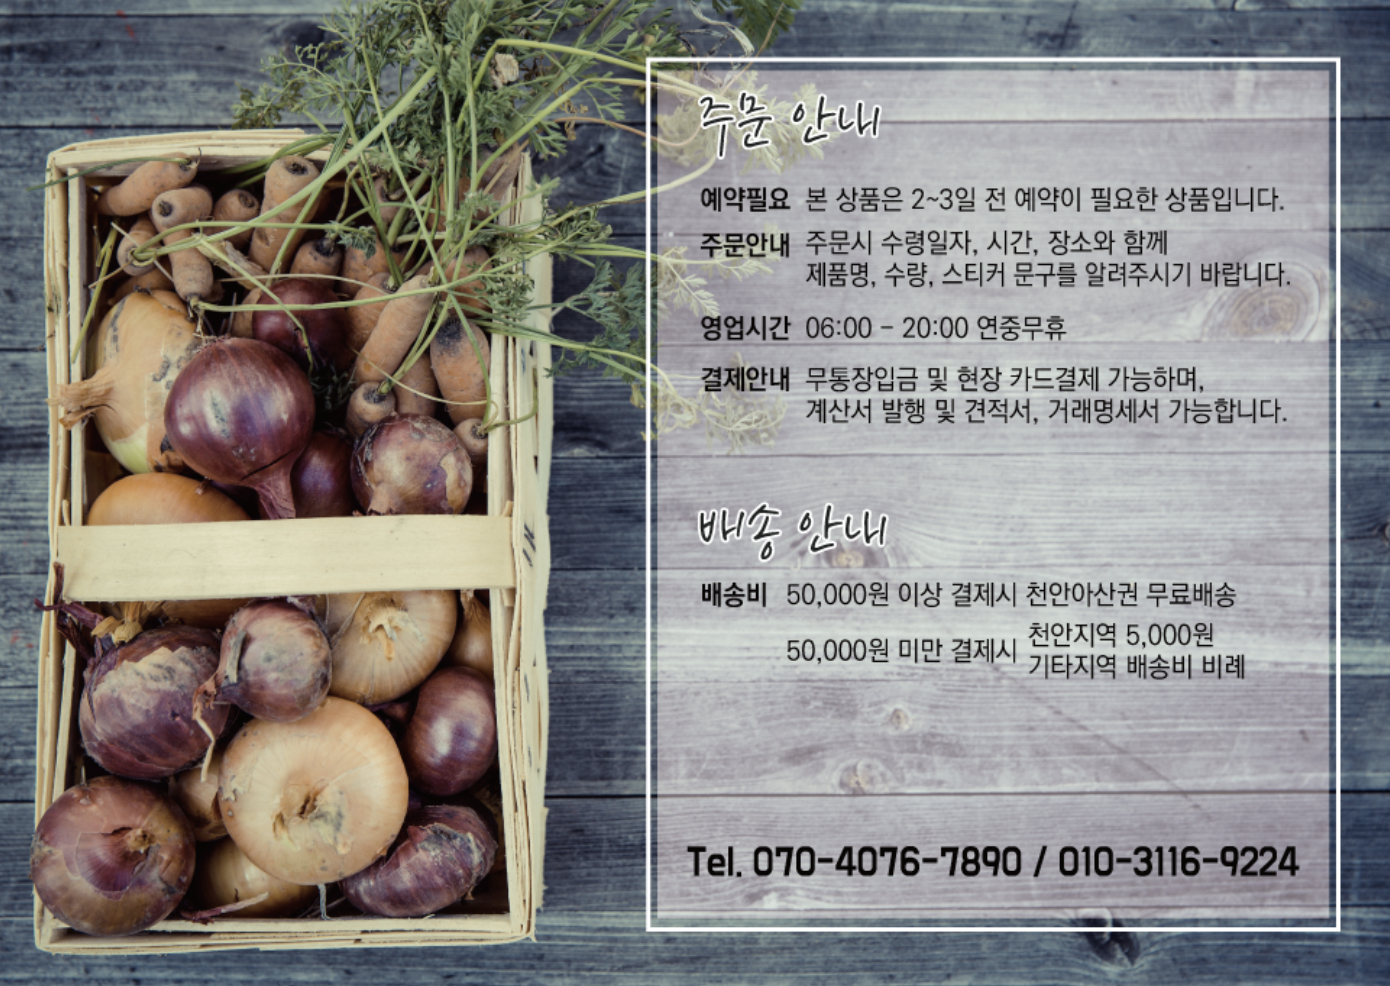 주문 안내
예약필요 본 상품은 2~3일 전 예약이 필요한 상품입니다.
주문안내 주문시 수령일자, 시간, 장소와 함께
제품명, 수량, 스티커 문구를 알려주시기 바랍니다.
영업시간 06:00 - 20:00 연중무휴
결제안내 무통장입금 및 현장 카드결제 가능하며,
계산서 발행 및 견적서, 거래명세서 가능합니다.
배송 안내
배송비 50,000원 이상 결제시 천안아산권 무료배송
50,000원 미만 결제시 천안지역 5,000원
기타지역 배송비 비례
Tel. 070-4076-7890 / 010-3116-9224